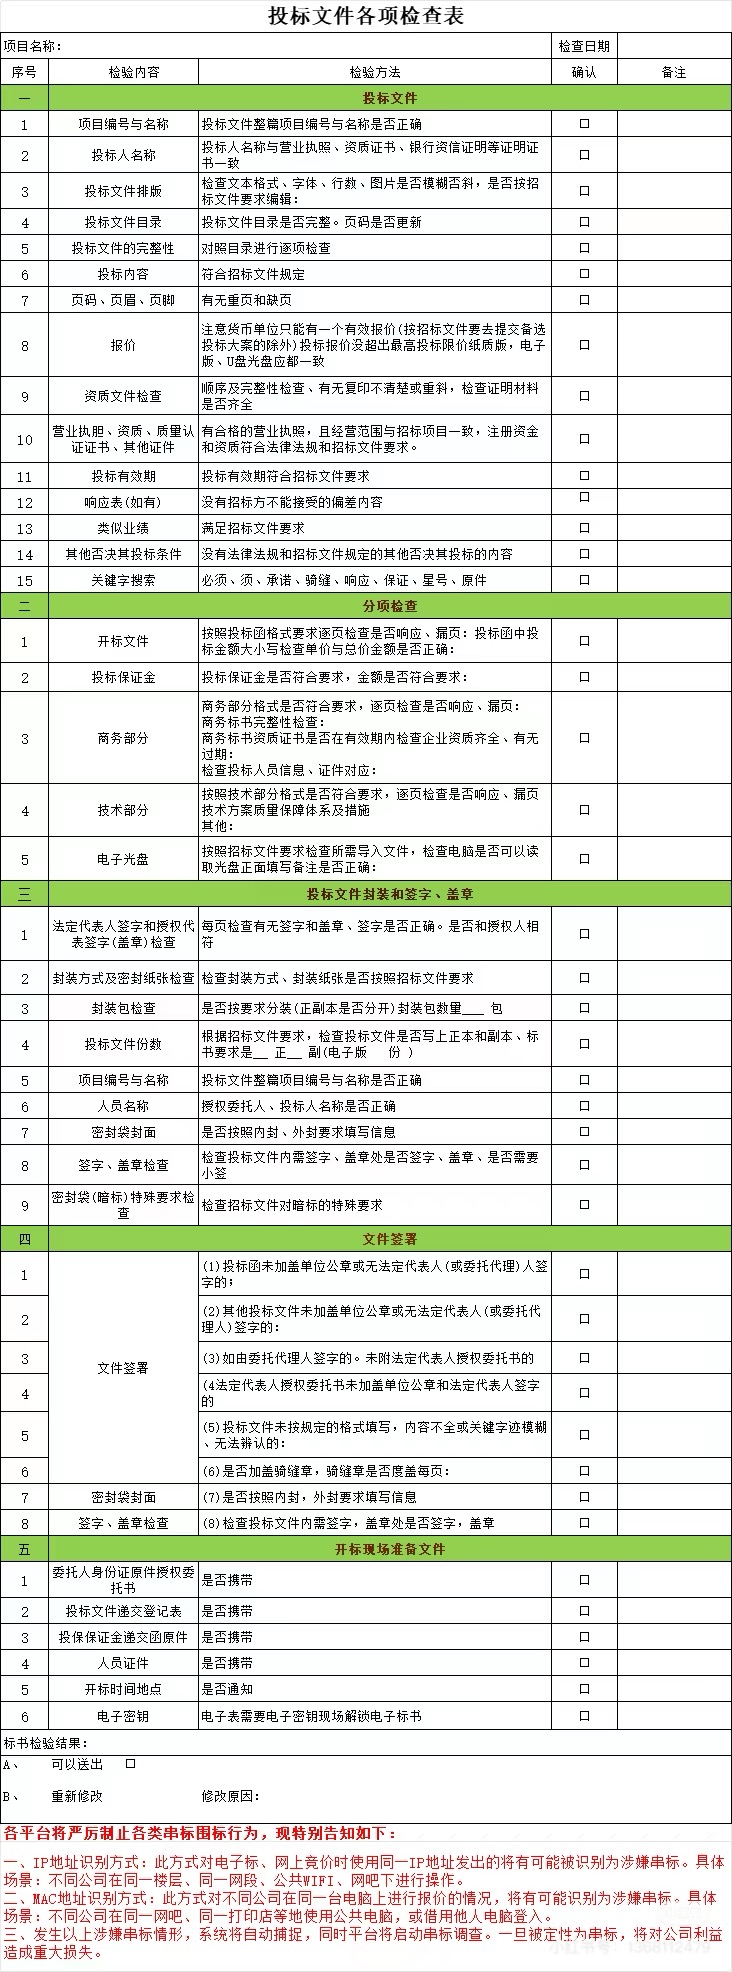 投标文件各项检查表
项目名称: 检查日期
序号 检验内容 检验方法 确认 备注
一 投标文件
1 项目编号与名称 投标文件整篇项目编号与名称是否正确 口
2 投标人名称 投标人名称与营业执照、资质证书、银行资信证明等证明证
书一致 口
3 投标文件排版 检查文本格式、字体、行数、图片是否模糊否斜，是否按招
标文件要求编辑: 口
4 投标文件目录 投标文件目录是否完整。页码是否更新 口
5 投标文件的完整性 对照目录进行逐项检查 口
6 投标内容 符合招标文件规定 口
7 页码、页眉、页脚 有无重页和缺页 口
8 报价 注意货币单位只能有一个有效报价(按招标文件要去提交备选
投标大案的除外)投标报价没超出最高投标限价纸质版，电子
版、U盘光盘应都一致 口
9 资质文件检查 顺序及完整性检查、有无复印不清楚或重斜，检查证明材料
是否齐全 口
10 营业执胆、资质、质量认
证证书、其他证件 有合格的营业执照，且经营范围与招标项目一致，注册资金
和资质符合法律法规和招标文件要求。 口
11 投标有效期 投标有效期符合招标文件要求 口
12 响应表(如有) 没有招标方不能接受的偏差内容 口
13 类似业绩 满足招标文件要求 口
14 其他否决其投标条件 没有法律法规和招标文件规定的其他否决其投标的内容 口
15 关键字搜索 必须、须、承诺、骑缝、响应、保证、星号、原件 口
二 分项检查
1 开标文件 按照投标函格式要求逐页检查是否响应、漏页: 投标函中投
标金额大小写检查单价与总价金额是否正确: 口
2 投标保证金 投标保证金是否符合要求，金额是否符合要求: 口
3 商务部分 商务部分格式是否符合要求，逐页检查是否响应、漏页:
商务标书完整性检查:
商务标书资质证书是否在有效期内检查企业资质齐全、有无
过期:
检查投标人员信息、证件对应: 口
4 技术部分 按照技术部分格式是否符合要求，逐页检查是否响应、漏页
技术方案质量保障体系及措施
其他: 口
5 电子光盘 按照招标文件要求检查所需导入文件，检查电脑是否可以读
取光盘正面填写备注是否正确: 口
三 投标文件封装和签字、盖章
1 法定代表人签字和授权代
表签字(盖章)检查 每页检查有无签字和盖章、签字是否正确。是否和授权人相
符 口
2 封装方式及密封纸张检查 检查封装方式、封装纸张是否按照招标文件要求 口
3 封装包检查 是否按要求分装(正副本是否分开)封装包数量___ 包 口
4 投标文件份数 根据招标文件要求，检查投标文件是否写上正本和副本、标
书要求是__ 正__ 副(电子版 份 ) 口
5 项目编号与名称 投标文件整篇项目编号与名称是否正确 口
6 人员名称 授权委托人、投标人名称是否正确 口
7 密封袋封面 是否按照内封、外封要求填写信息 口
8 签字、盖章检查 检查投标文件内需签字、盖章处是否签字、盖章、是否需要
小签 口
9 密封袋(暗标)特殊要求检
查 检查招标文件对暗标的特殊要求 口
四 文件签署
1 (1)投标函未加盖单位公章或无法定代表人(或委托代理)人签
字的; 口
2 (2)其他投标文件未加盖单位公章或无法定代表人(或委托代
理人)签字的: 口
3 文件签署 (3)如由委托代理人签字的。未附法定代表人授权委托书的 口
4 (4法定代表人授权委托书未加盖单位公章和法定代表人签字
的 口
5 (5)投标文件未按规定的格式填写，内容不全或关键字迹模糊
、无法辨认的: 口
6 (6)是否加盖骑缝章，骑缝章是否度盖每页: 口
7 密封袋封面 (7)是否按照内封，外封要求填写信息 口
8 签字、盖章检查 (8)检查投标文件内需签字，盖章处是否签字，盖章 口
五 开标现场准备文件
1 委托人身份证原件授权委
托书 是否携带 口
2 投标文件递交登记表 是否携带 口
3 投保保证金递交函原件 是否携带 口
4 人员证件 是否携带 口
5 开标时间地点 是否通知 口
6 电子密钥 电子表需要电子密钥现场解锁电子标书 口
标书检验结果:
A、 可以送出 口
B、 重新修改 修改原因:
各平台将严厉制止各类串标围标行为，现特别告知如下:
一、IP地址识别方式: 此方式对电子标、网上竞价时使用同一IP地址发出的将有可能被识别为涉嫌串标。具体
场景: 不同公司在同一楼层、同一网段、公共WIFI、网吧下进行操作。
二、MAC地址识别方式: 此方式对不同公司在同一台电脑上进行报价的情况，将有可能识别为涉嫌串标。具体
场景: 不同公司在同一网吧、同一打印店等地使用公共电脑，或借用他人电脑登入。
三、发生以上涉嫌串标情形，系统将自动捕捉，同时平台将启动串标调查。一旦被定性为串标，将对公司利益
造成重大损失。